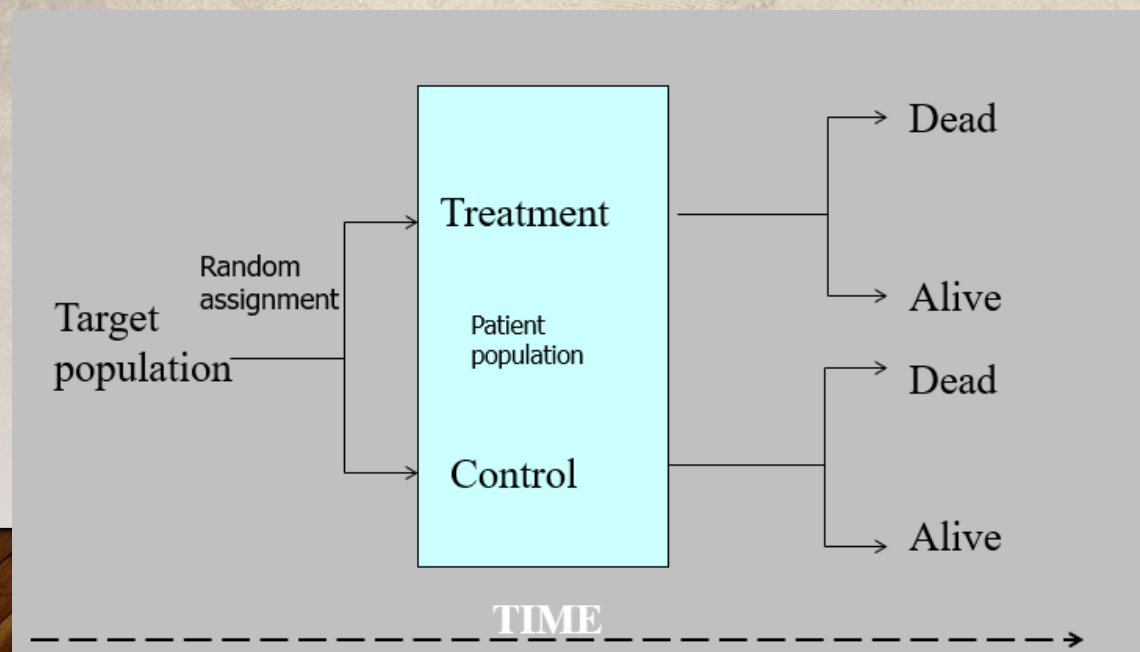 Dead
Treatment
Random
assignment
Alive
Target
population
Patient
population
Dead
Control
Alive
TIME